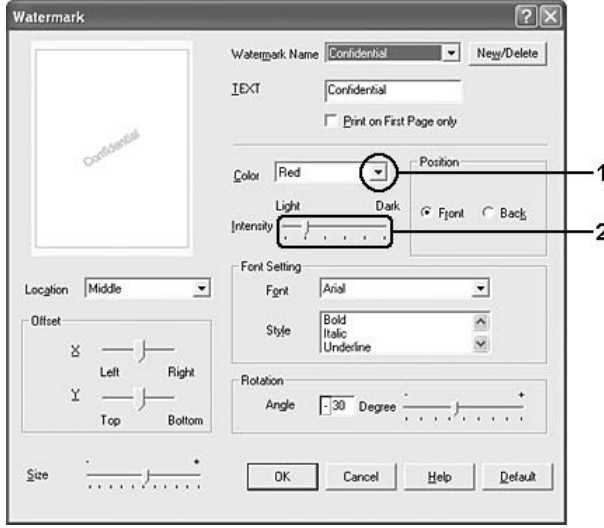 Watermark
Watermark Name Confidential New/Delete
TEXT Confidential
Print on First Page only
Confidential
Color Red 1
Position
Front Back
Light Dark
Intensity 2
Font Setting
Font Arial
Style Bold
Italic
Underline
Location Middle
Offset
X
Left Right
Y
Top Bottom
Rotation
Angle -30 Degree - +
Size - +
OK Cancel Help Default